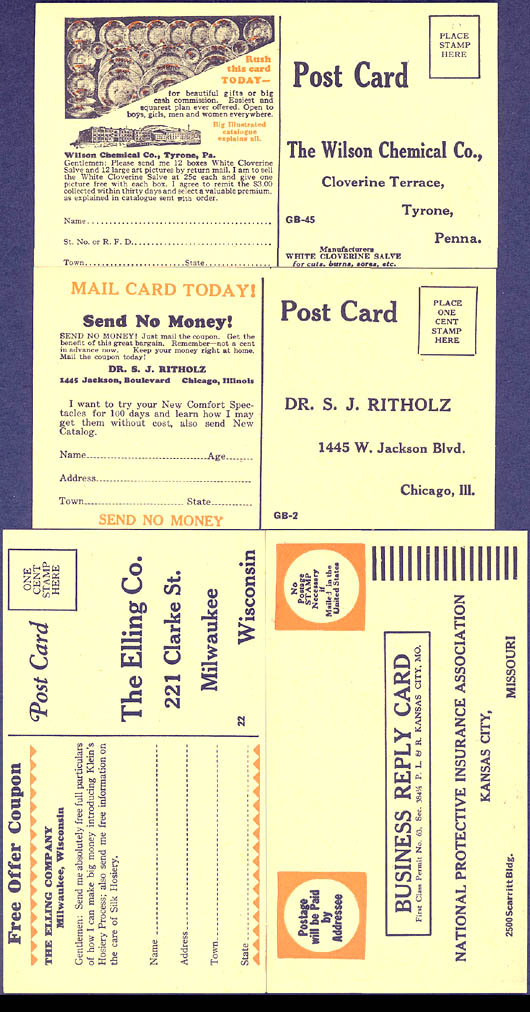 Rush
this card
TODAY—
for beautiful gifts or big
cash commission. Easiest and
squarest plan ever offered. Open to
boys, girls, men and women everywhere.
Big Illustrated
catalogue
explains all.
Wilson Chemical Co., Tyrone, Pa.
Gentlemen: Please send me 12 boxes White Cloverine
Salve and 12 large art pictures by return mail. I am to sell
the White Cloverine Salve at 25c each and give one
picture free with each box. I agree to remit the $3.00
collected within thirty days and select a valuable premium,
as explained in catalogue sent with order.
Name
St. No. or R. F. D.
Town State
Post Card
PLACE
STAMP
HERE
The Wilson Chemical Co.,
Cloverine Terrace,
Tyrone,
Penna.
GB-45
Manufacturers
WHITE CLOVERINE SALVE
for cuts, burns, sores, etc.
MAIL CARD TODAY!
Send No Money!
SEND NO MONEY! Just mail the coupon. Get the
benefit of this great bargain. Remember—not a cent
in advance now. Keep your money right at home.
Mail the coupon today!
DR. S. J. RITHOLZ
1445 Jackson, Boulevard Chicago, Illinois
I want to try your New Comfort Spec-
tacles for 100 days and learn how I may
get them without cost, also send New
Catalog.
Name Age
Address
Town State
SEND NO MONEY
Post Card
PLACE
ONE
CENT
STAMP
HERE
DR. S. J. RITHOLZ
1445 W. Jackson Blvd.
Chicago, Ill.
GB-2
Post Card
ONE
CENT
STAMP
HERE
The Elling Co.
221 Clarke St.
Milwaukee
Wisconsin
22
Free Offer Coupon
THE ELLING COMPANY
Milwaukee, Wisconsin
Gentlemen: Send me absolutely free full particulars
of how I can make big money introducing Klein's
Hosiery Process; also send me free information on
the care of Silk Hosiery.
Name
Address
Town
State
No
Postage
STAMP
Necessary
if
Mailed in the
United States
Postage
will be Paid
by
Addressee
BUSINESS REPLY CARD
First Class Permit No. 63, Sec. 384½ P. L. & R. KANSAS CITY, MO.
NATIONAL PROTECTIVE INSURANCE ASSOCIATION
KANSAS CITY,
MISSOURI
2500 Scarritt Bldg.